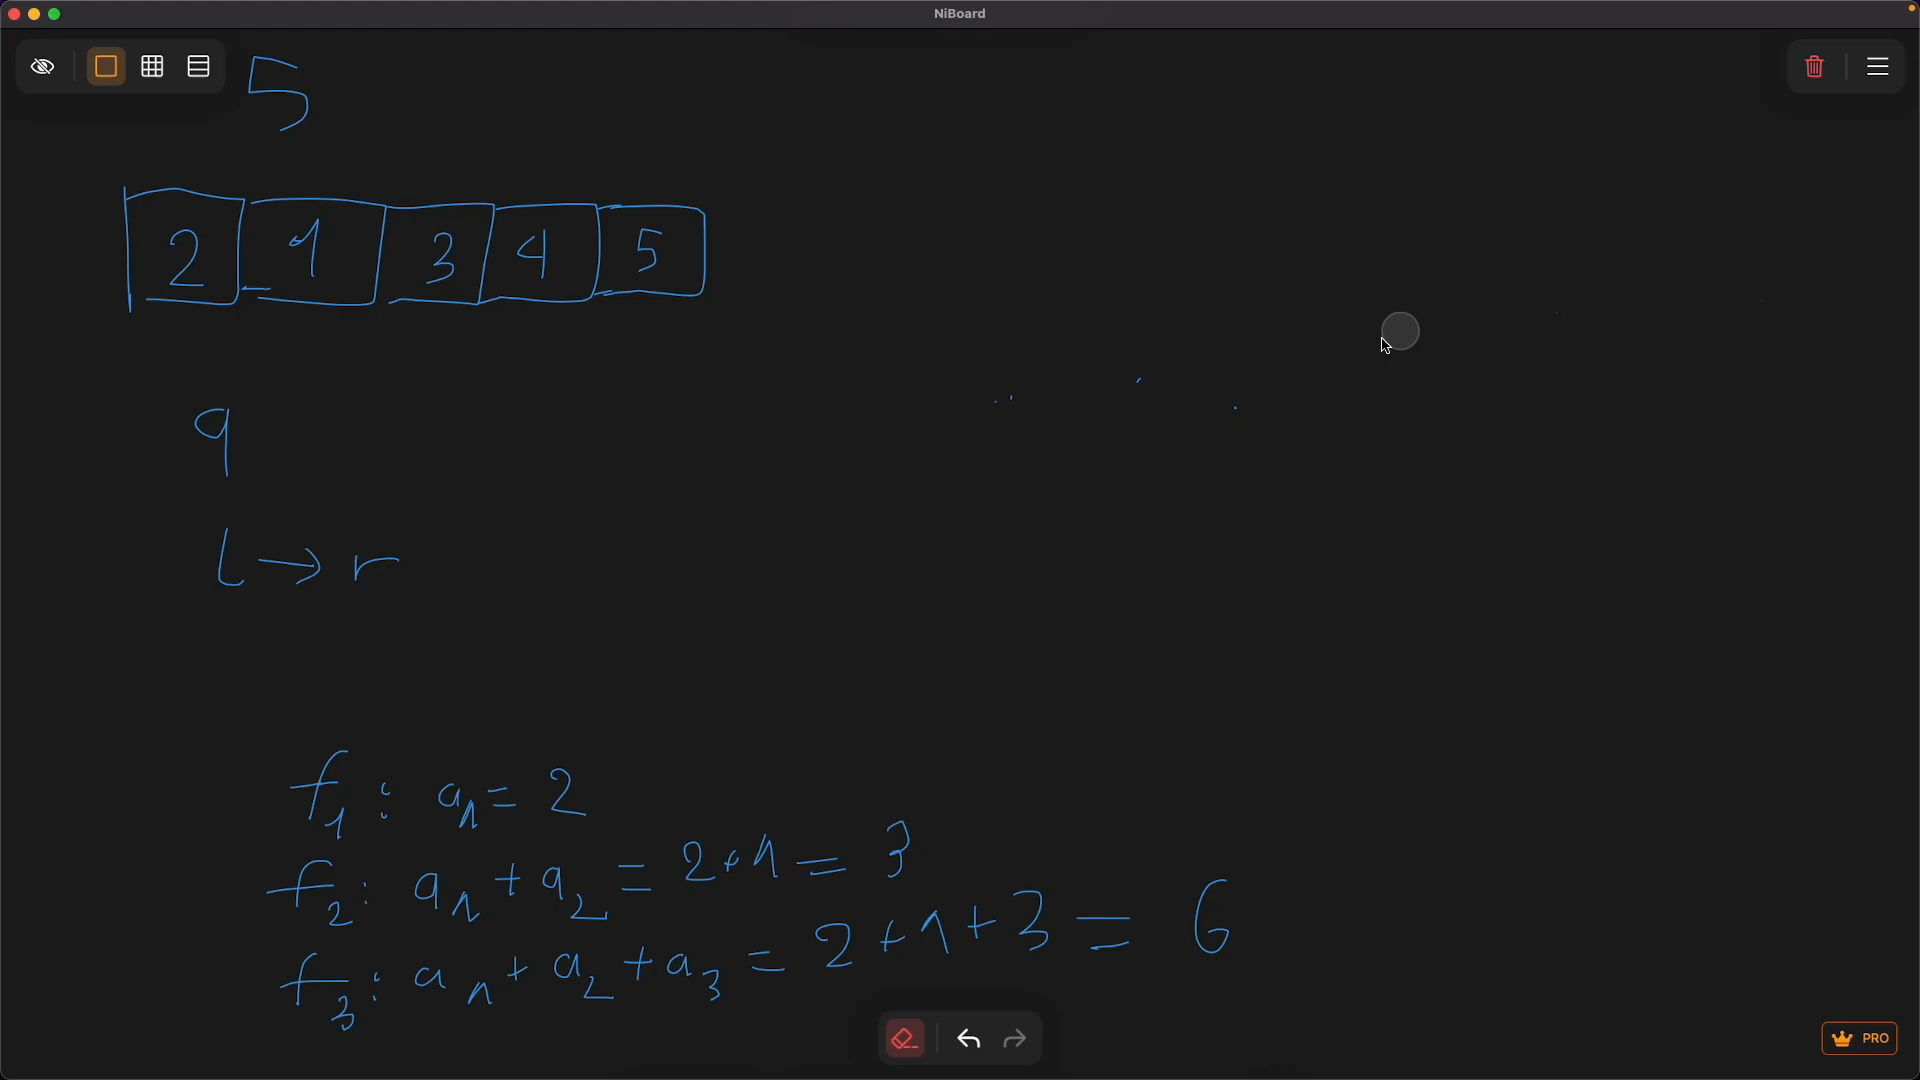 NiBoard
5
2 1 3 4 5
q
l → r
f₁: a₁ = 2
f₂: a₁ + a₂ = 2 + 1 = 3
f₃: a₁ + a₂ + a₃ = 2 + 1 + 3 = 6
PRO